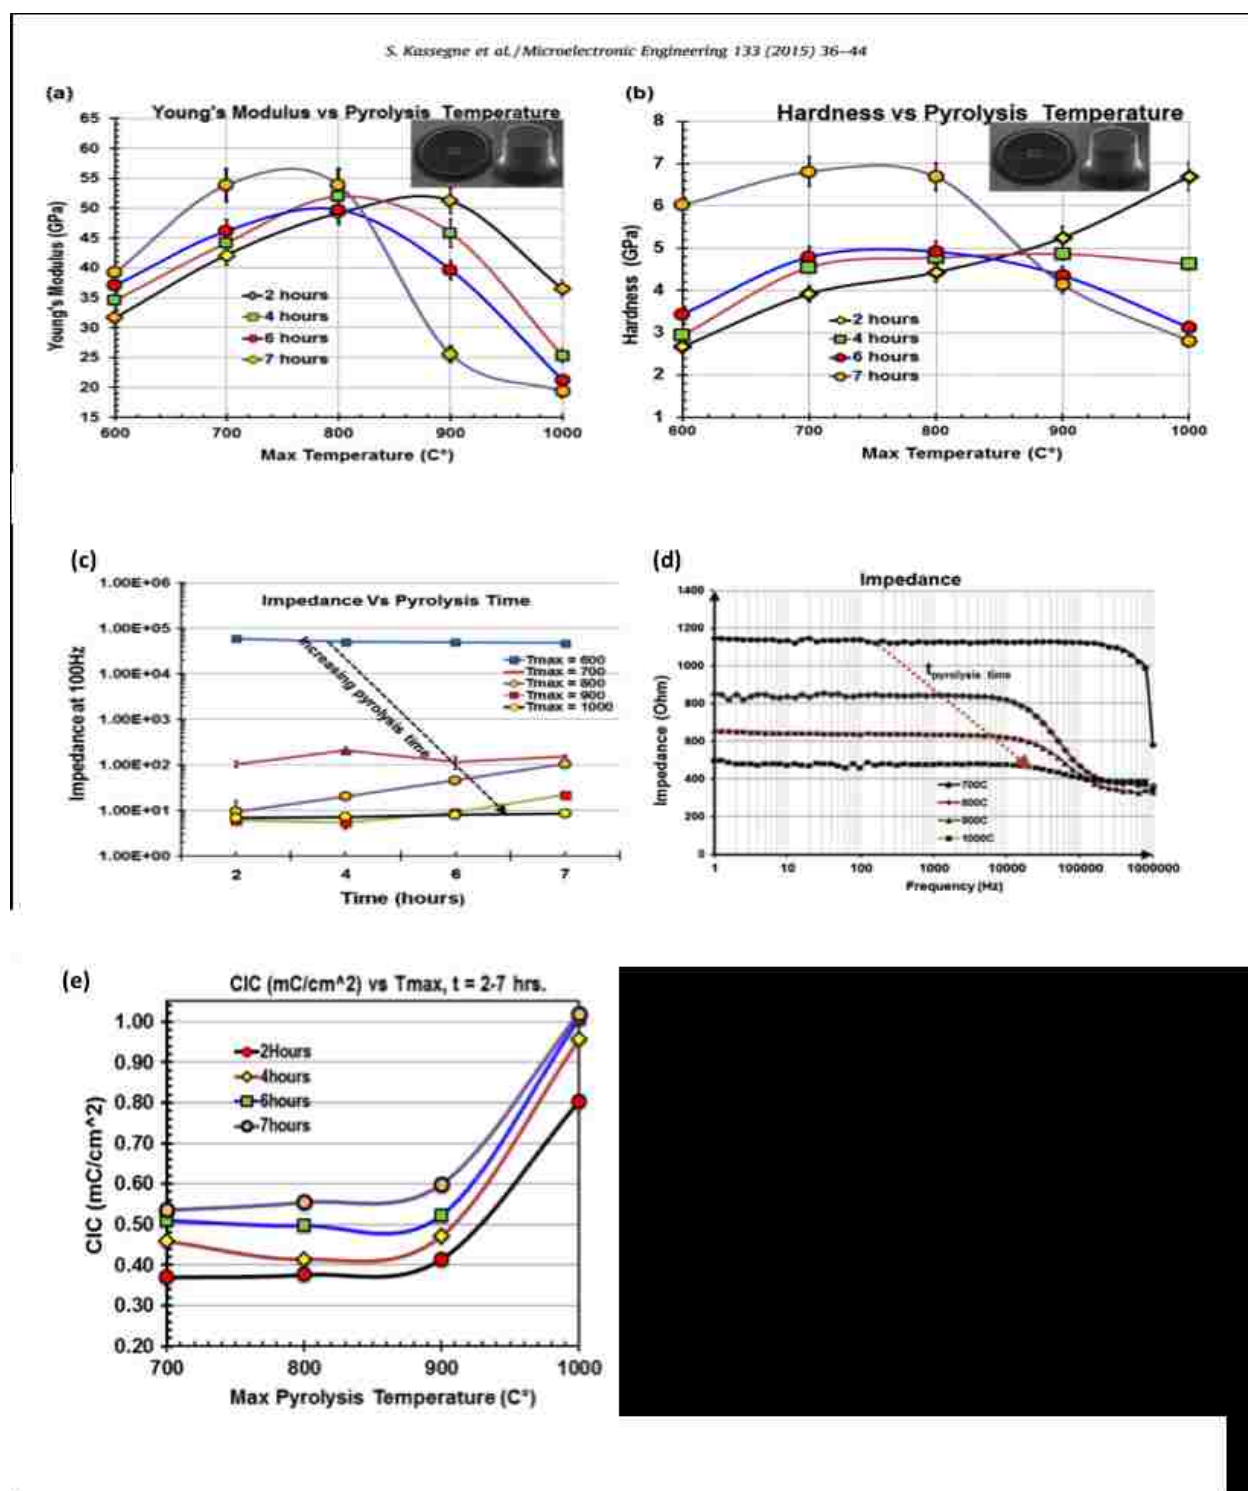 S. Kassegne et al./Microelectronic Engineering 133 (2015) 36–44
(a)
Young's Modulus vs Pyrolysis Temperature
65
60
55
50
45
40
35
30
25
20
15
Young's Modulus (GPa)
2 hours
4 hours
6 hours
7 hours
600 700 800 900 1000
Max Temperature (C°)
(b)
Hardness vs Pyrolysis Temperature
8
7
6
5
4
3
2
1
Hardness (GPa)
2 hours
4 hours
6 hours
7 hours
600 700 800 900 1000
Max Temperature (C°)
(c)
Impedance Vs Pyrolysis Time
1.00E+06
1.00E+05
1.00E+04
1.00E+03
1.00E+02
1.00E+01
1.00E+00
Impedance at 100Hz
Increasing pyrolysis time
Tmax = 600
Tmax = 700
Tmax = 800
Tmax = 900
Tmax = 1000
2 4 6 7
Time (hours)
(d)
Impedance
1400
1200
1000
800
600
400
200
0
Impedance (Ohm)
tpyrolysis time
700C
800C
900C
1000C
1 10 100 1000 10000 100000 1000000
Frequency (Hz)
(e)
CIC (mC/cm^2) vs Tmax, t = 2-7 hrs.
1.00
0.90
0.80
0.70
0.60
0.50
0.40
0.30
0.20
CIC (mC/cm^2)
2Hours
4hours
6hours
7hours
700 800 900 1000
Max Pyrolysis Temperature (C°)